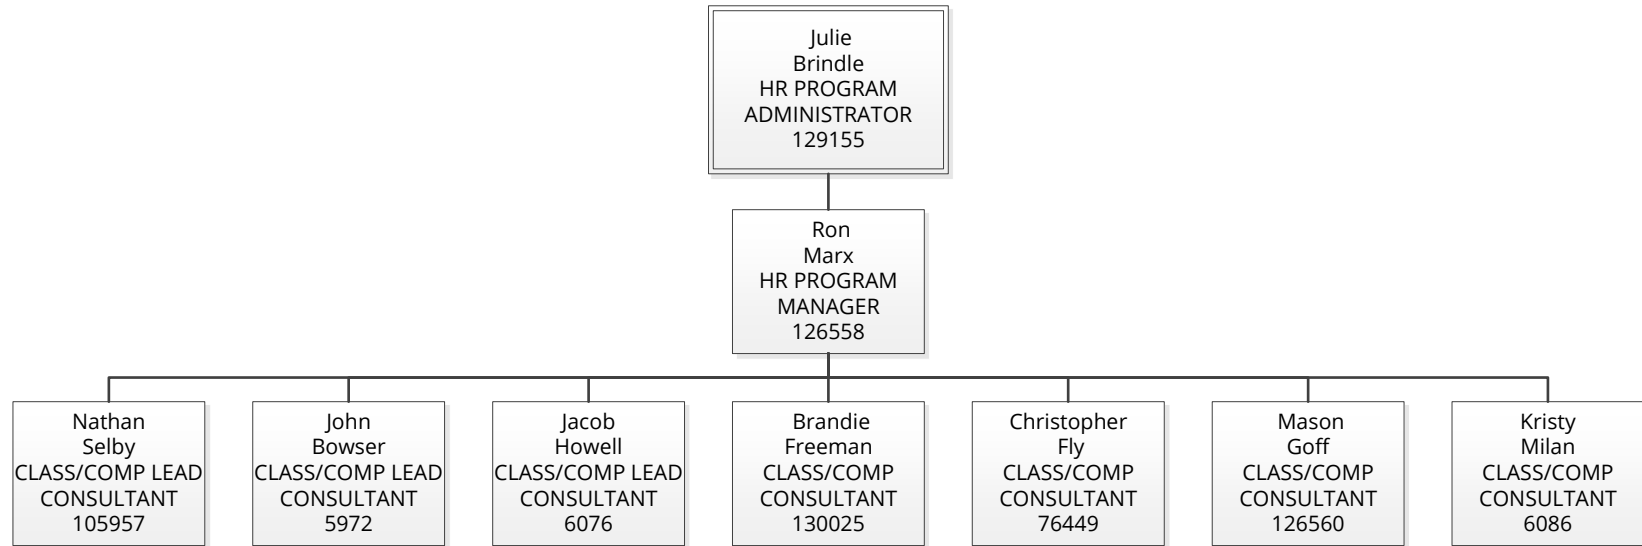 Julie
Brindle
HR PROGRAM
ADMINISTRATOR
129155
Ron
Marx
HR PROGRAM
MANAGER
126558
Nathan
Selby
CLASS/COMP LEAD
CONSULTANT
105957
John
Bowser
CLASS/COMP LEAD
CONSULTANT
5972
Jacob
Howell
CLASS/COMP LEAD
CONSULTANT
6076
Brandie
Freeman
CLASS/COMP
CONSULTANT
130025
Christopher
Fly
CLASS/COMP
CONSULTANT
76449
Mason
Goff
CLASS/COMP
CONSULTANT
126560
Kristy
Milan
CLASS/COMP
CONSULTANT
6086